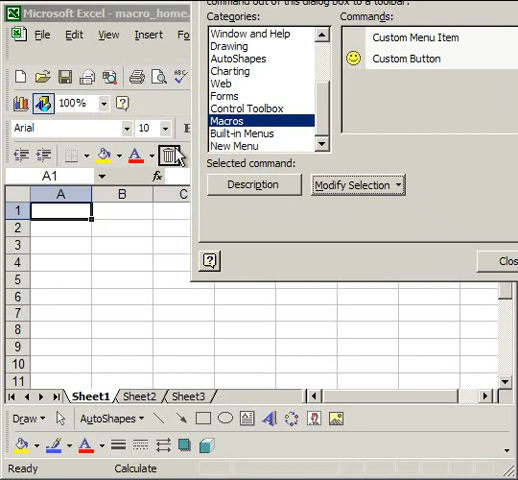 Microsoft Excel - macro_home.
File Edit View Insert
100%
Arial 10
A1 fx
A B C
1
2
3
4
5
6
7
8
9
10
11
Sheet1 Sheet2 Sheet3
Draw AutoShapes
Ready Calculate
Command out of this dialog box to a toolbar.
Categories:
Window and Help
Drawing
AutoShapes
Charting
Web
Forms
Control Toolbox
Macros
Built-in Menus
New Menu
Commands:
Custom Menu Item
Custom Button
Selected command:
Description Modify Selection
Clos